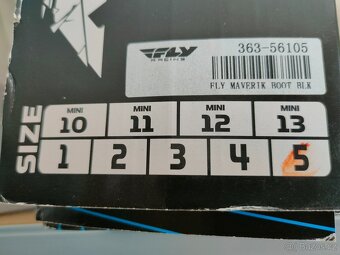 FLY
RACING
363-56105
FLY MAVERIK BOOT BLK
SIZE
MINI 10 MINI 11 MINI 12 MINI 13
1 2 3 4 5